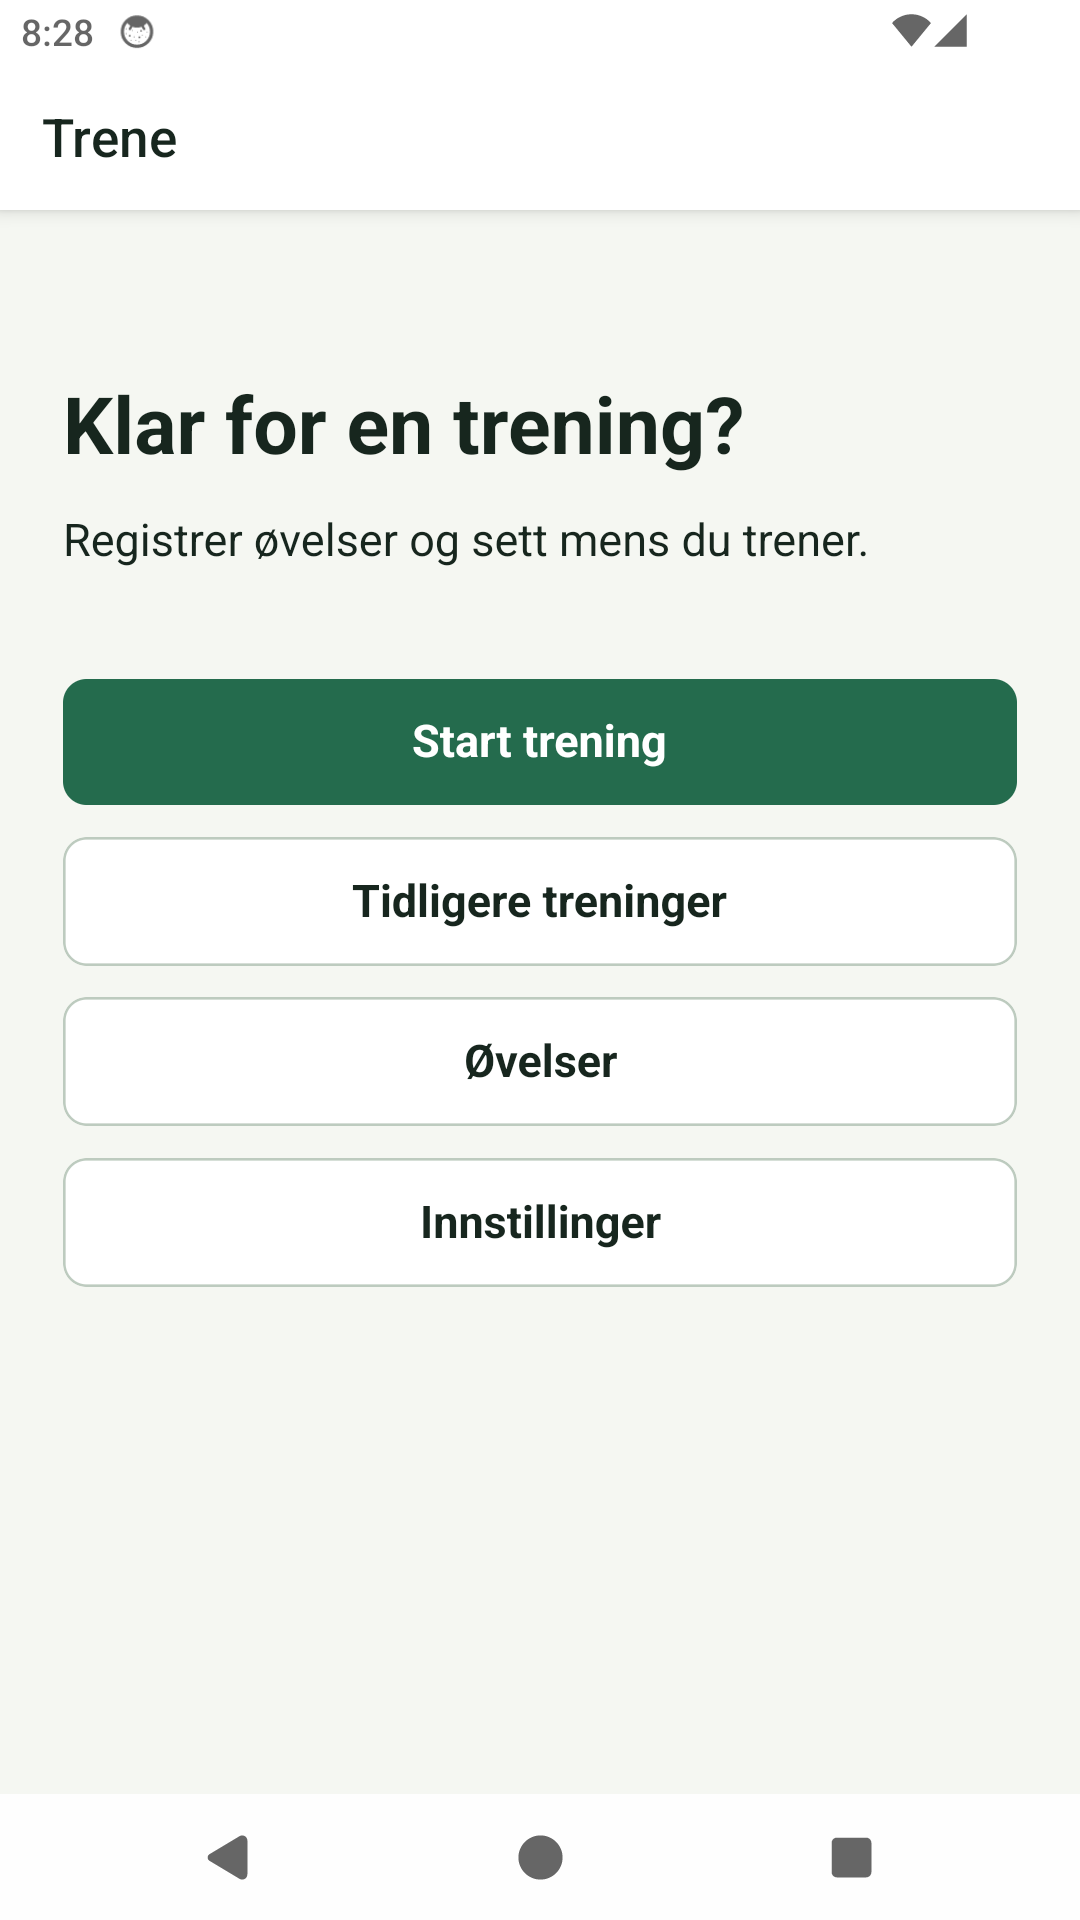 8:28
Trene
Klar for en trening?
Registrer øvelser og sett mens du trener.
Start trening
Tidligere treninger
Øvelser
Innstillinger